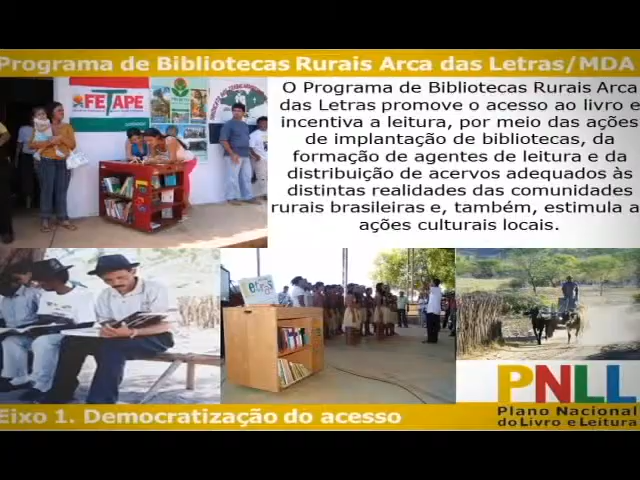 Programa de Bibliotecas Rurais Arca das Letras/MDA
FETAPE
O Programa de Bibliotecas Rurais Arca
das Letras promove o acesso ao livro e
incentiva a leitura, por meio das ações
de implantação de bibliotecas, da
formação de agentes de leitura e da
distribuição de acervos adequados às
distintas realidades das comunidades
rurais brasileiras e, também, estimula a
ações culturais locais.
letras
PNLL
Plano Nacional
do Livro e Leitura
Eixo 1. Democratização do acesso